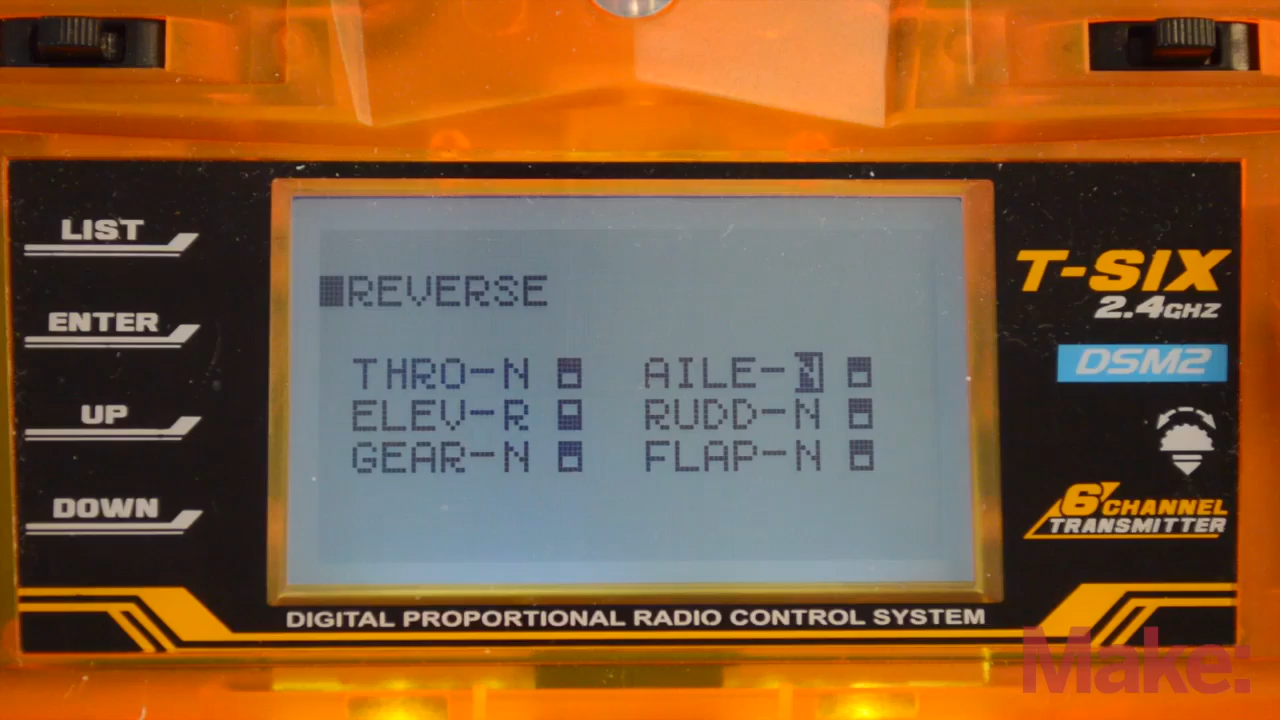 LIST
ENTER
UP
DOWN
REVERSE
THRO-N AILE-N
ELEV-R RUDD-N
GEAR-N FLAP-N
T-SIX
2.4GHZ
DSM2
6 CHANNEL
TRANSMITTER
DIGITAL PROPORTIONAL RADIO CONTROL SYSTEM
Make: